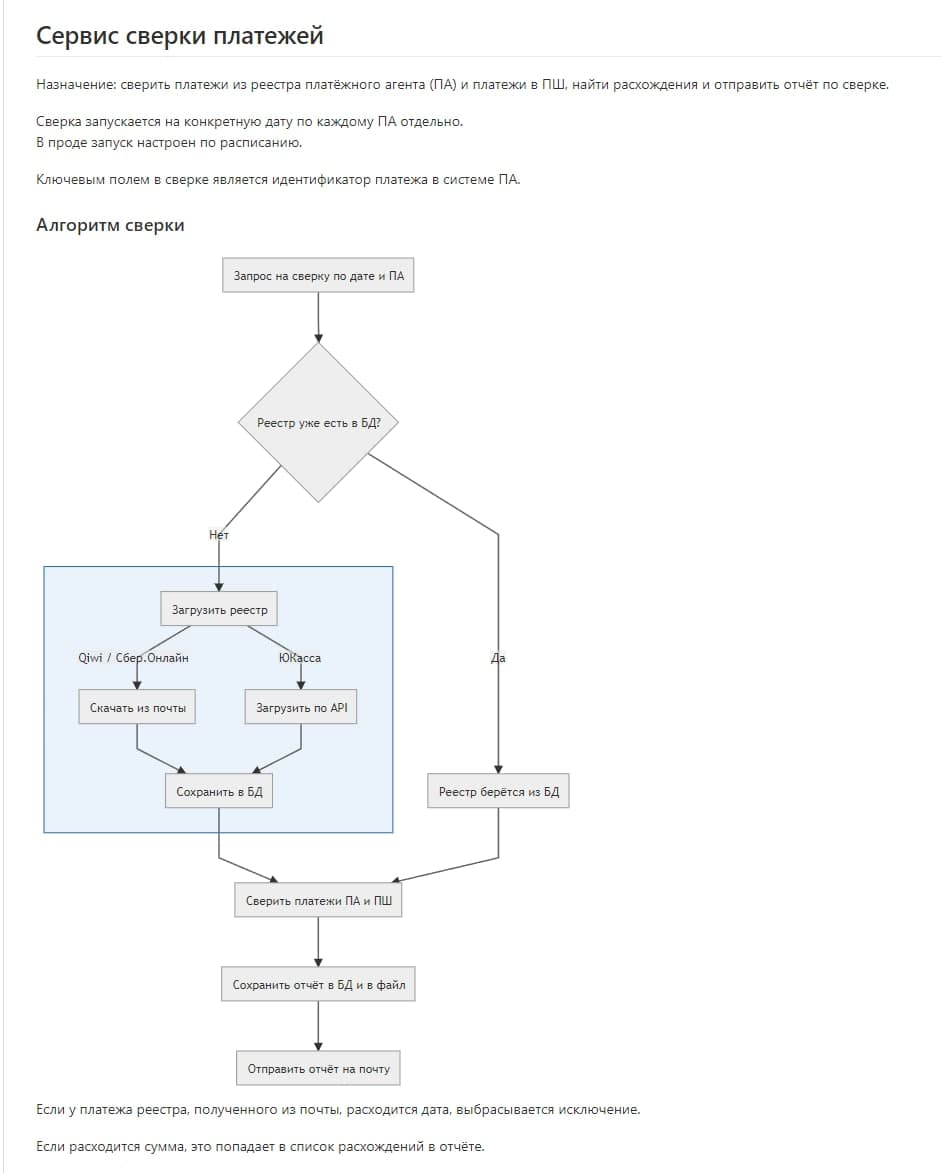 Сервис сверки платежей
Назначение: сверить платежи из реестра платёжного агента (ПА) и платежи в ПШ, найти расхождения и отправить отчёт по сверке.
Сверка запускается на конкретную дату по каждому ПА отдельно.
В проде запуск настроен по расписанию.
Ключевым полем в сверке является идентификатор платежа в системе ПА.
Алгоритм сверки
Запрос на сверку по дате и ПА
Реестр уже есть в БД?
Нет
Загрузить реестр
Qiwi / Сбер.Онлайн
ЮКасса
Да
Скачать из почты
Загрузить по API
Сохранить в БД
Реестр берётся из БД
Сверить платежи ПА и ПШ
Сохранить отчёт в БД и в файл
Отправить отчёт на почту
Если у платежа реестра, полученного из почты, расходится дата, выбрасывается исключение.
Если расходится сумма, это попадает в список расхождений в отчёте.